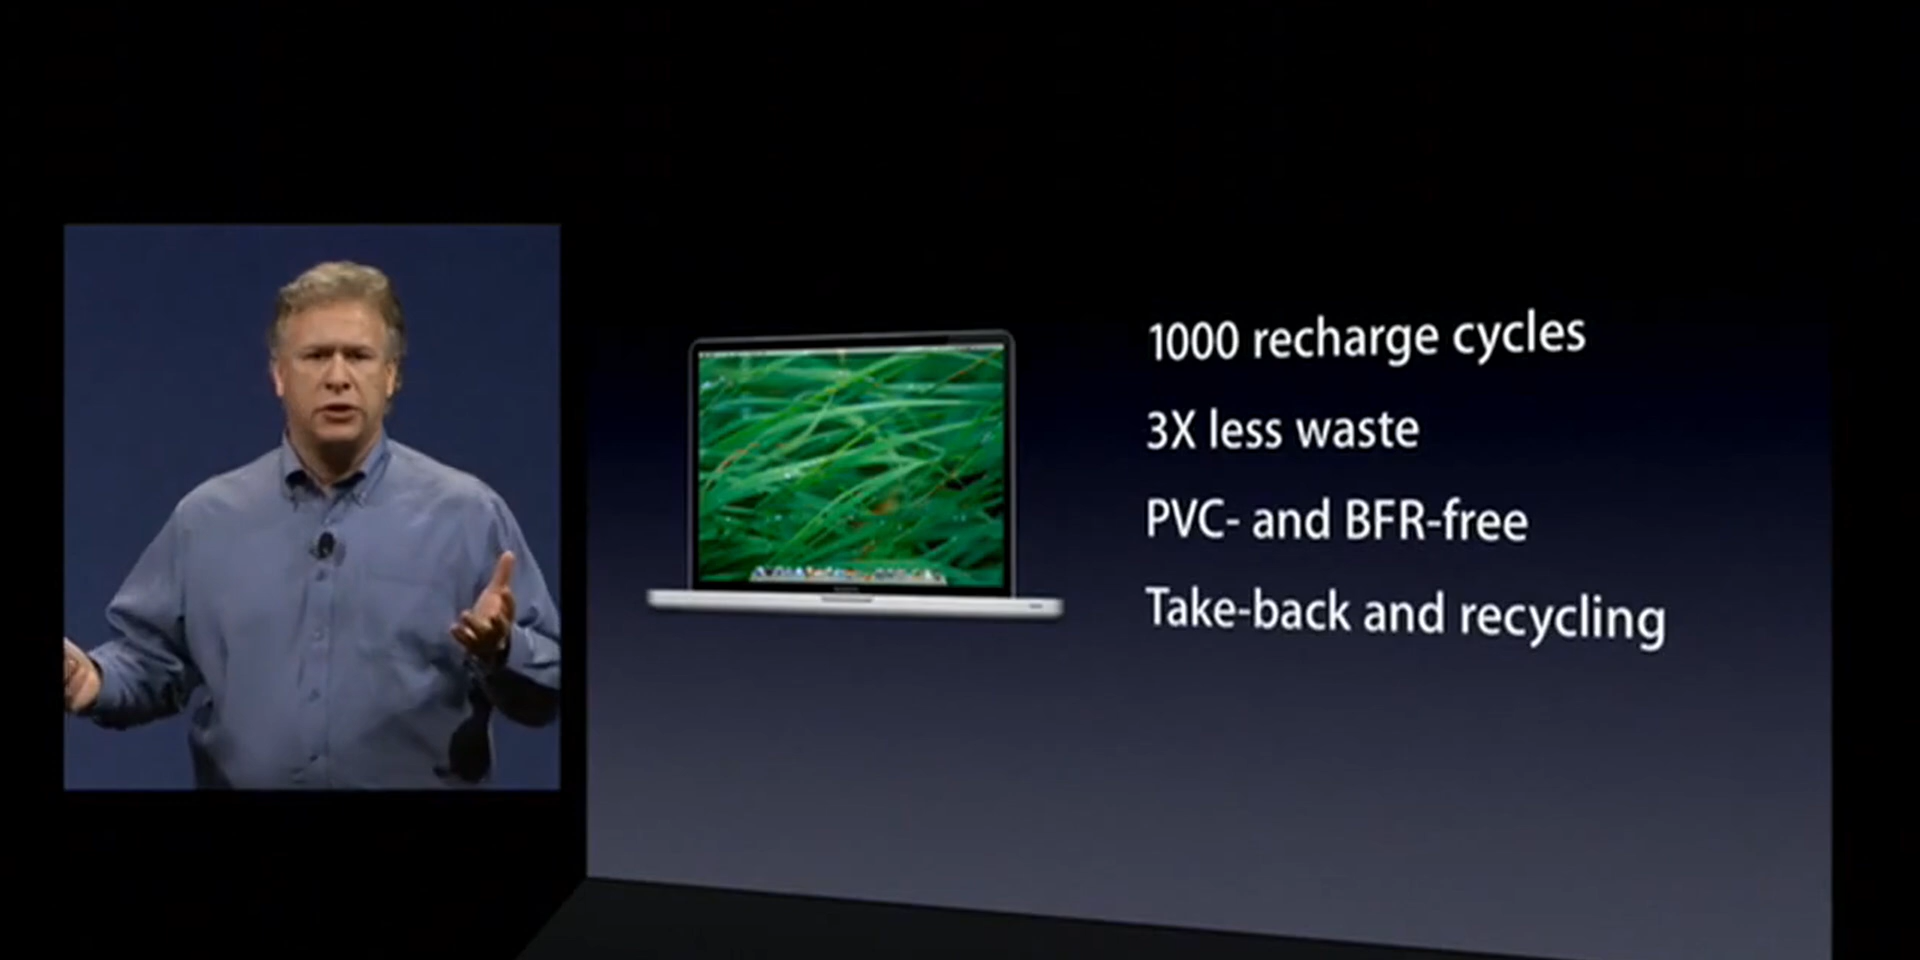 1000 recharge cycles
3X less waste
PVC- and BFR-free
Take-back and recycling